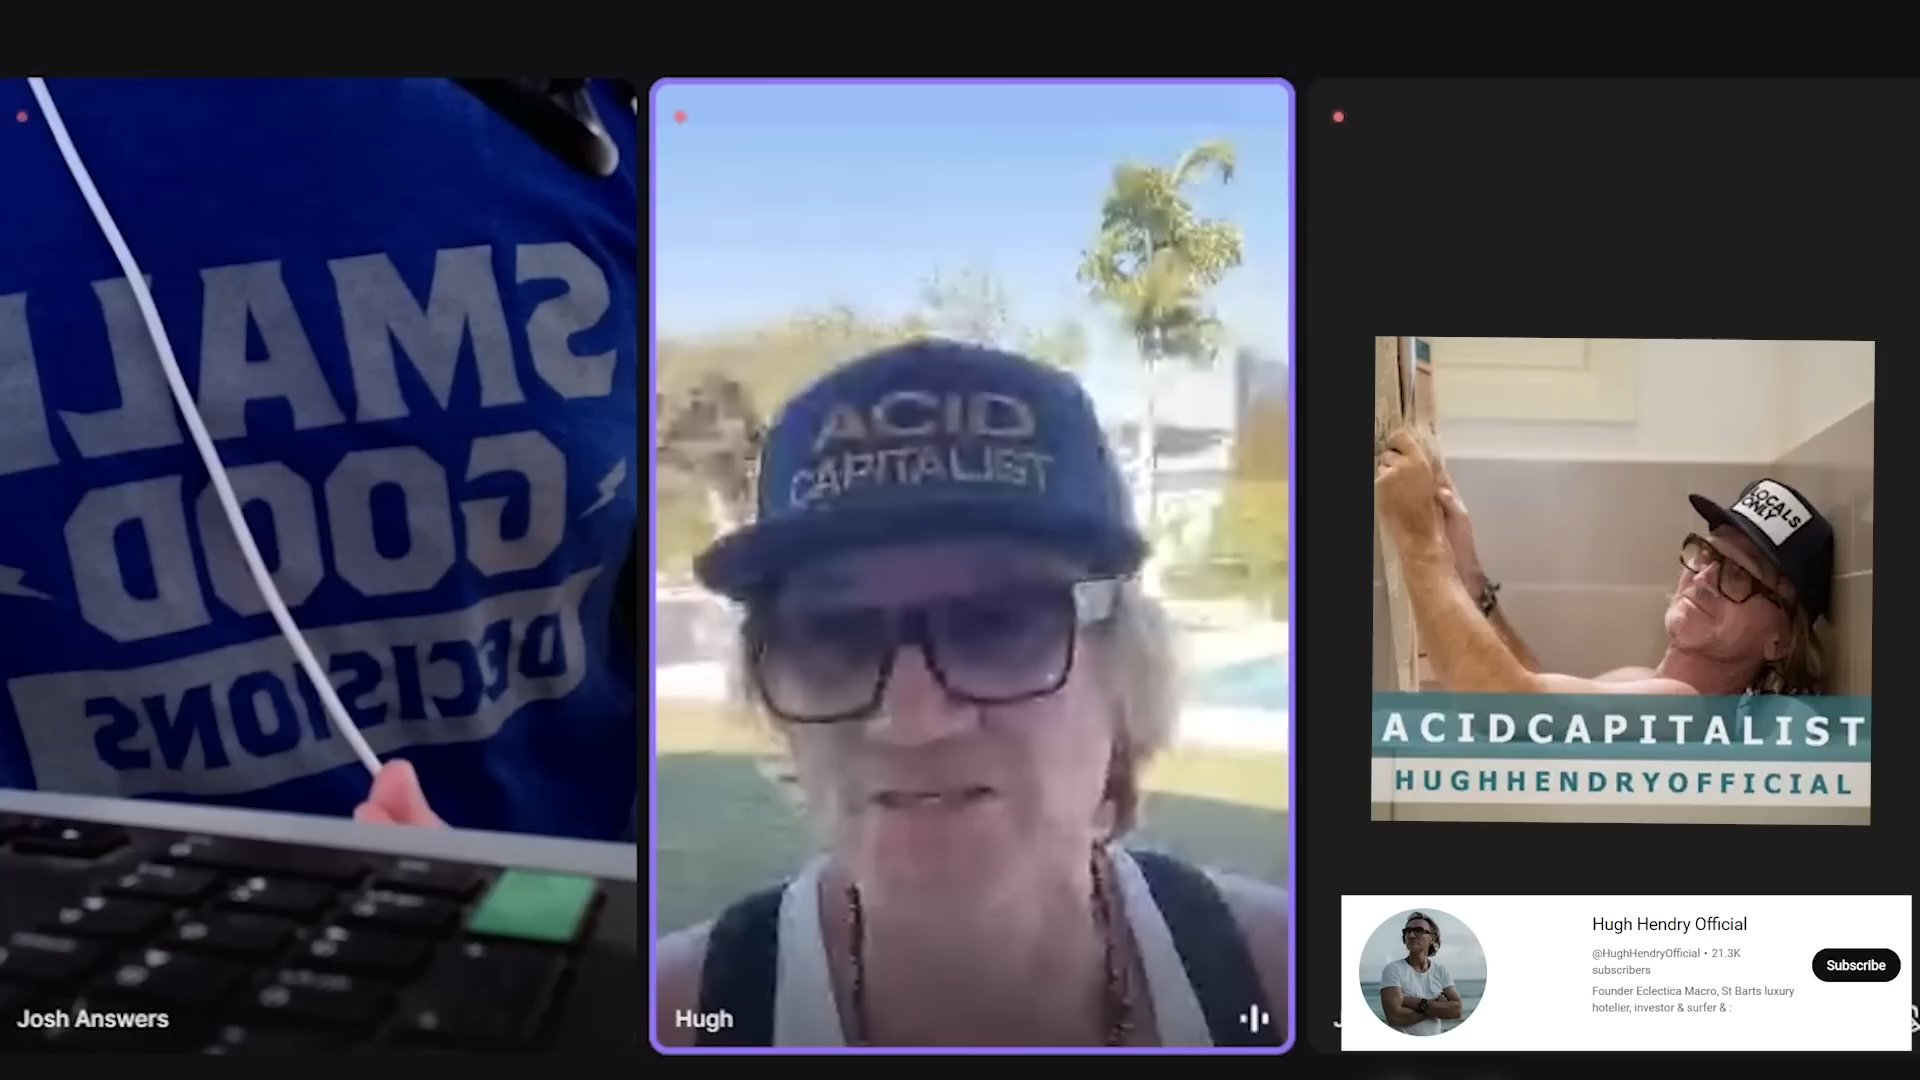 SMALL
GOOD
DECISIONS
Josh Answers
ACID
CAPITALIST
Hugh
LOCALS
ONLY
ACIDCAPITALIST
HUGHHENDRYOFFICIAL
Hugh Hendry Official
@HughHendryOfficial • 21.3K
subscribers
Subscribe
Founder Eclectica Macro, St Barts luxury
hotelier, investor & surfer & :